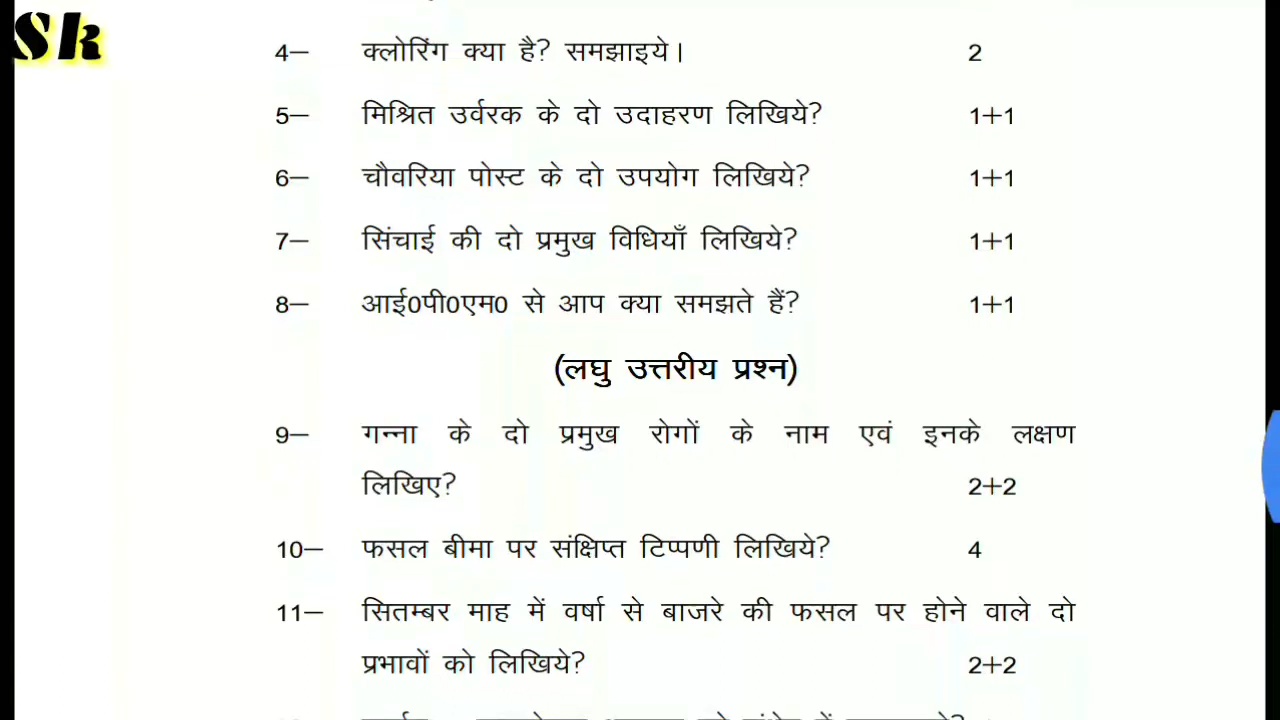 Sk
4— क्लोरिंग क्या है? समझाइये। 2
5— मिश्रित उर्वरक के दो उदाहरण लिखिये? 1+1
6— चौवरिया पोस्ट के दो उपयोग लिखिये? 1+1
7— सिंचाई की दो प्रमुख विधियाँ लिखिये? 1+1
8— आई0पी0एम0 से आप क्या समझते हैं? 1+1
(लघु उत्तरीय प्रश्न)
9— गन्ना के दो प्रमुख रोगों के नाम एवं इनके लक्षण
लिखिए? 2+2
10— फसल बीमा पर संक्षिप्त टिप्पणी लिखिये? 4
11— सितम्बर माह में वर्षा से बाजरे की फसल पर होने वाले दो
प्रभावों को लिखिये? 2+2